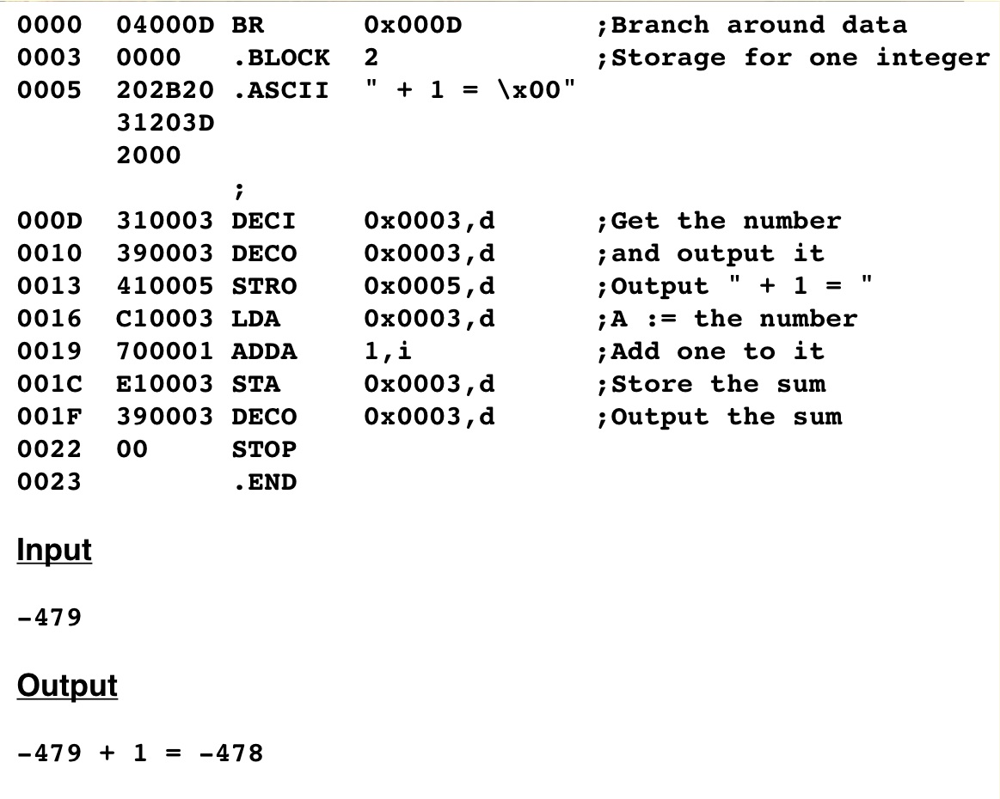 0000 04000D BR 0x000D ;Branch around data
0003 0000 .BLOCK 2 ;Storage for one integer
0005 202B20 .ASCII " + 1 = \x00"
31203D
2000
;
000D 310003 DECI 0x0003,d ;Get the number
0010 390003 DECO 0x0003,d ;and output it
0013 410005 STRO 0x0005,d ;Output " + 1 = "
0016 C10003 LDA 0x0003,d ;A := the number
0019 700001 ADDA 1,i ;Add one to it
001C E10003 STA 0x0003,d ;Store the sum
001F 390003 DECO 0x0003,d ;Output the sum
0022 00 STOP
0023 .END
Input
-479
Output
-479 + 1 = -478